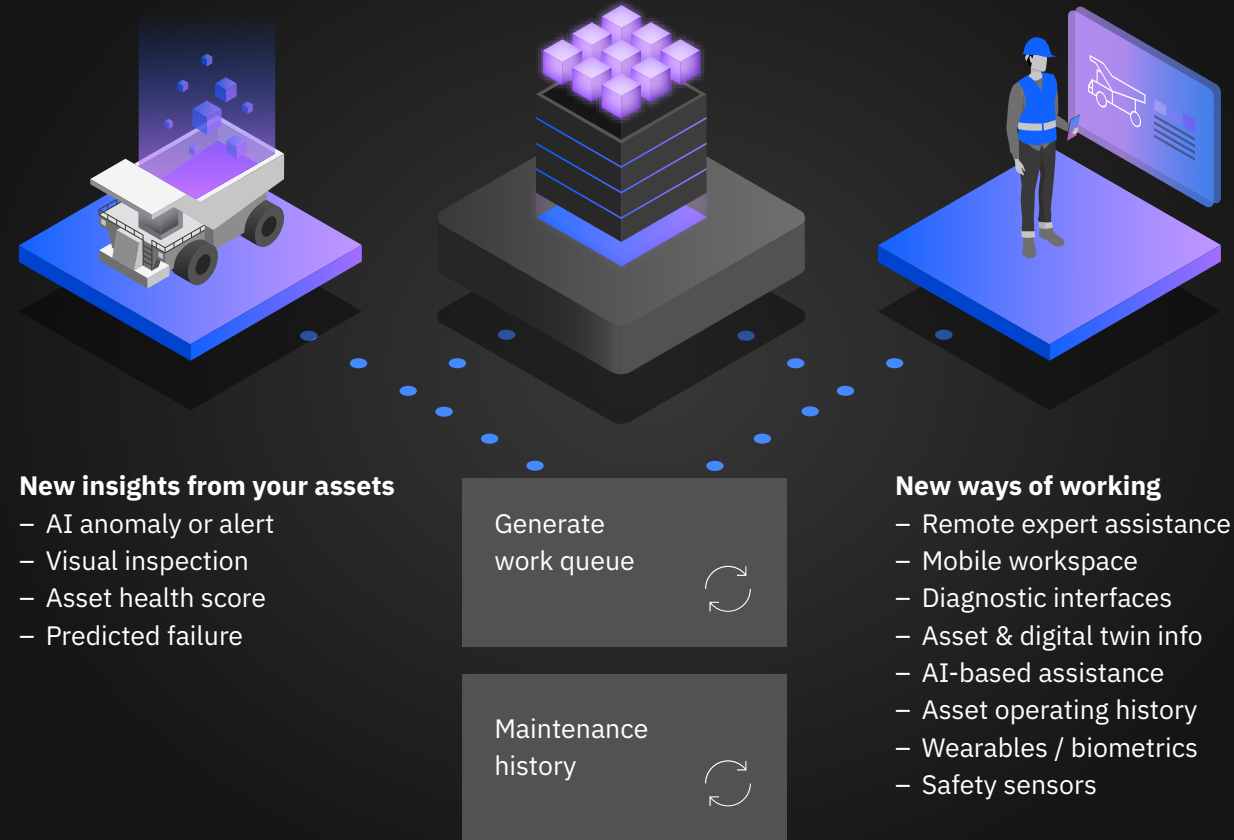 New insights from your assets
– AI anomaly or alert
– Visual inspection
– Asset health score
– Predicted failure
Generate
work queue
Maintenance
history
New ways of working
– Remote expert assistance
– Mobile workspace
– Diagnostic interfaces
– Asset & digital twin info
– AI-based assistance
– Asset operating history
– Wearables / biometrics
– Safety sensors